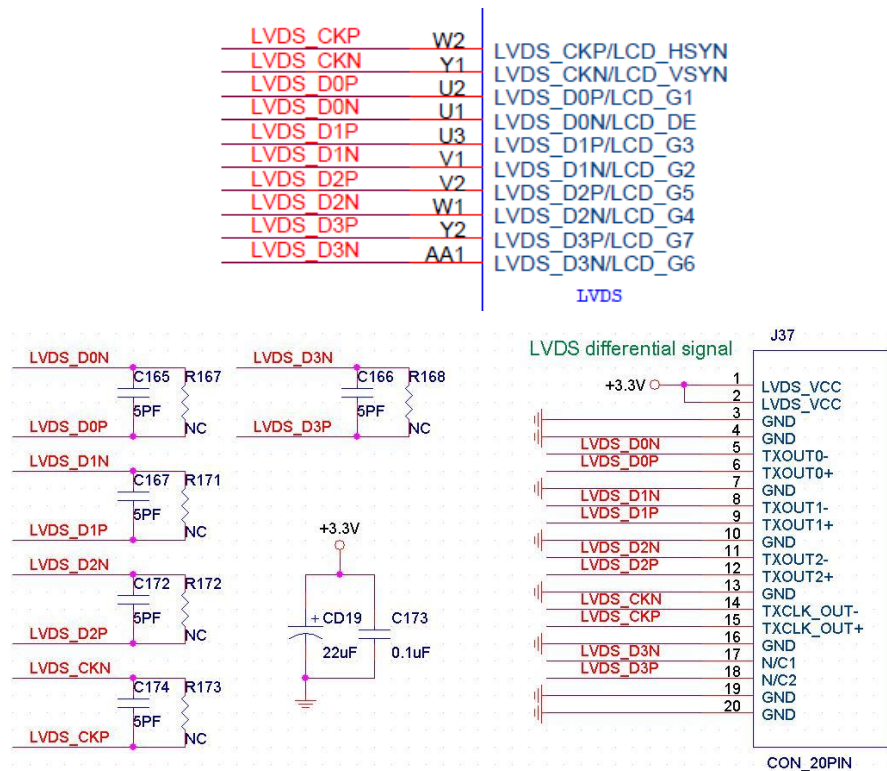 LVDS_CKP W2 LVDS_CKP/LCD_HSYN
LVDS_CKN Y1 LVDS_CKN/LCD_VSYN
LVDS_D0P U2 LVDS_D0P/LCD_G1
LVDS_D0N U1 LVDS_D0N/LCD_DE
LVDS_D1P U3 LVDS_D1P/LCD_G3
LVDS_D1N V1 LVDS_D1N/LCD_G2
LVDS_D2P V2 LVDS_D2P/LCD_G5
LVDS_D2N W1 LVDS_D2N/LCD_G4
LVDS_D3P Y2 LVDS_D3P/LCD_G7
LVDS_D3N AA1 LVDS_D3N/LCD_G6
LVDS
LVDS_D0N
C165 R167
5PF
LVDS_D0P NC
LVDS_D3N
C166 R168
5PF
LVDS_D3P NC
LVDS_D1N
C167 R171
5PF
LVDS_D1P NC
LVDS_D2N
C172 R172
5PF
LVDS_D2P NC
LVDS_CKN
C174 R173
5PF
LVDS_CKP NC
+3.3V
+ CD19 C173
22uF 0.1uF
LVDS differential signal
J37
+3.3V 1 LVDS_VCC
2 LVDS_VCC
3 GND
4 GND
LVDS_D0N 5 TXOUT0-
LVDS_D0P 6 TXOUT0+
7 GND
LVDS_D1N 8 TXOUT1-
LVDS_D1P 9 TXOUT1+
10 GND
LVDS_D2N 11 TXOUT2-
LVDS_D2P 12 TXOUT2+
13 GND
LVDS_CKN 14 TXCLK_OUT-
LVDS_CKP 15 TXCLK_OUT+
16 GND
LVDS_D3N 17 N/C1
LVDS_D3P 18 N/C2
19 GND
20 GND
CON_20PIN